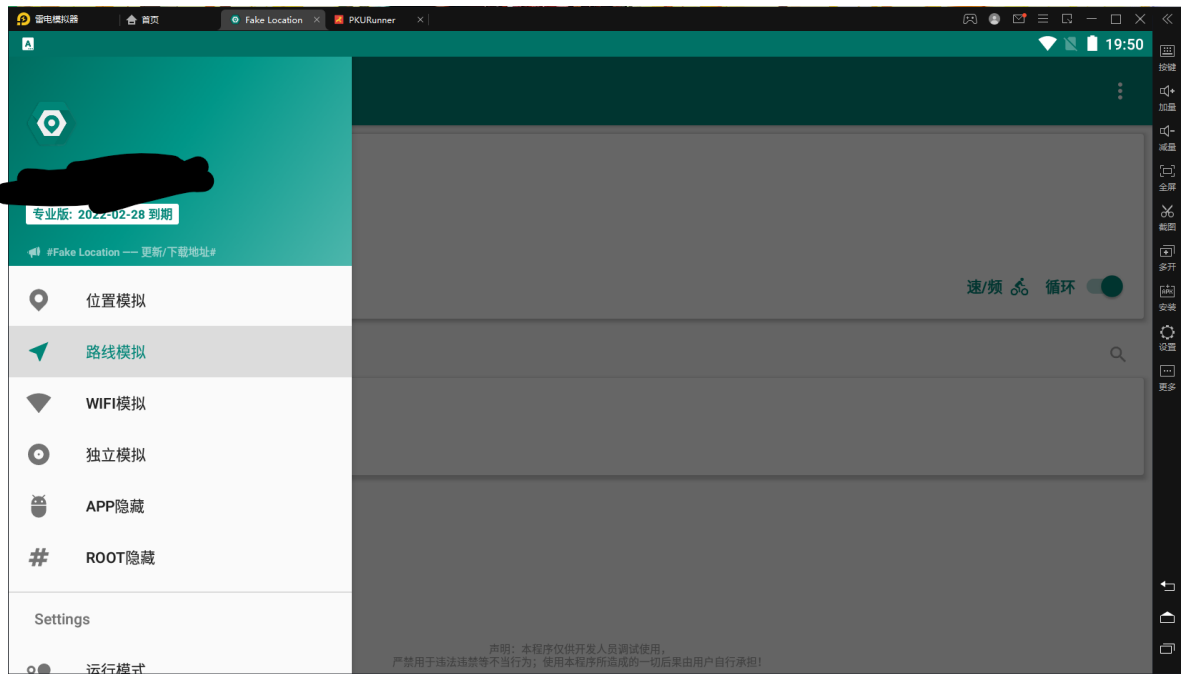 雷电模拟器
首页
Fake Location
PKURunner
19:50
按键
加量
减量
全屏
截图
多开
安装
设置
更多
专业版: 2022-02-28 到期
#Fake Location —— 更新/下载地址#
位置模拟
路线模拟
WIFI模拟
独立模拟
APP隐藏
ROOT隐藏
Settings
运行模式
速/频
循环
声明：本程序仅供开发人员调试使用，
严禁用于违法违禁等不当行为；使用本程序所造成的一切后果由用户自行承担!
A
APK